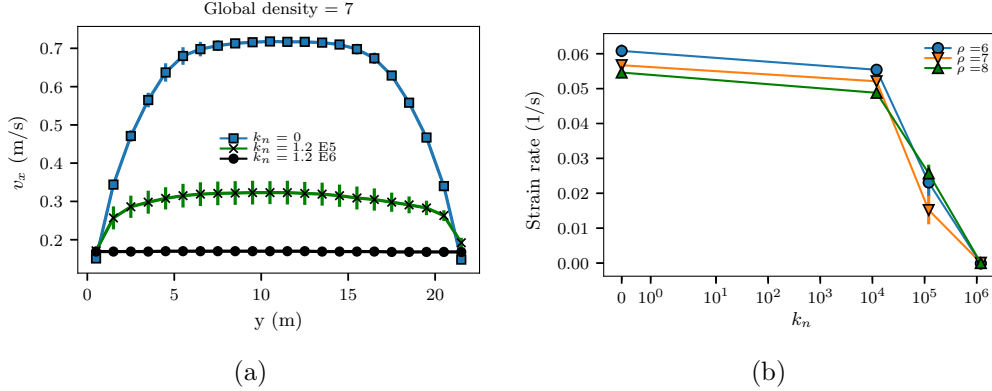 Global density = 7
0.7
0.6
0.5
0.4
0.3
0.2
v_x (m/s)
k_n = 0
k_n = 1.2 E5
k_n = 1.2 E6
0 5 10 15 20
y (m)
(a)
0.06
0.05
0.04
0.03
0.02
0.01
0.00
Strain rate (1/s)
ρ =6
ρ =7
ρ =8
0 10^0 10^1 10^2 10^3 10^4 10^5 10^6
k_n
(b)